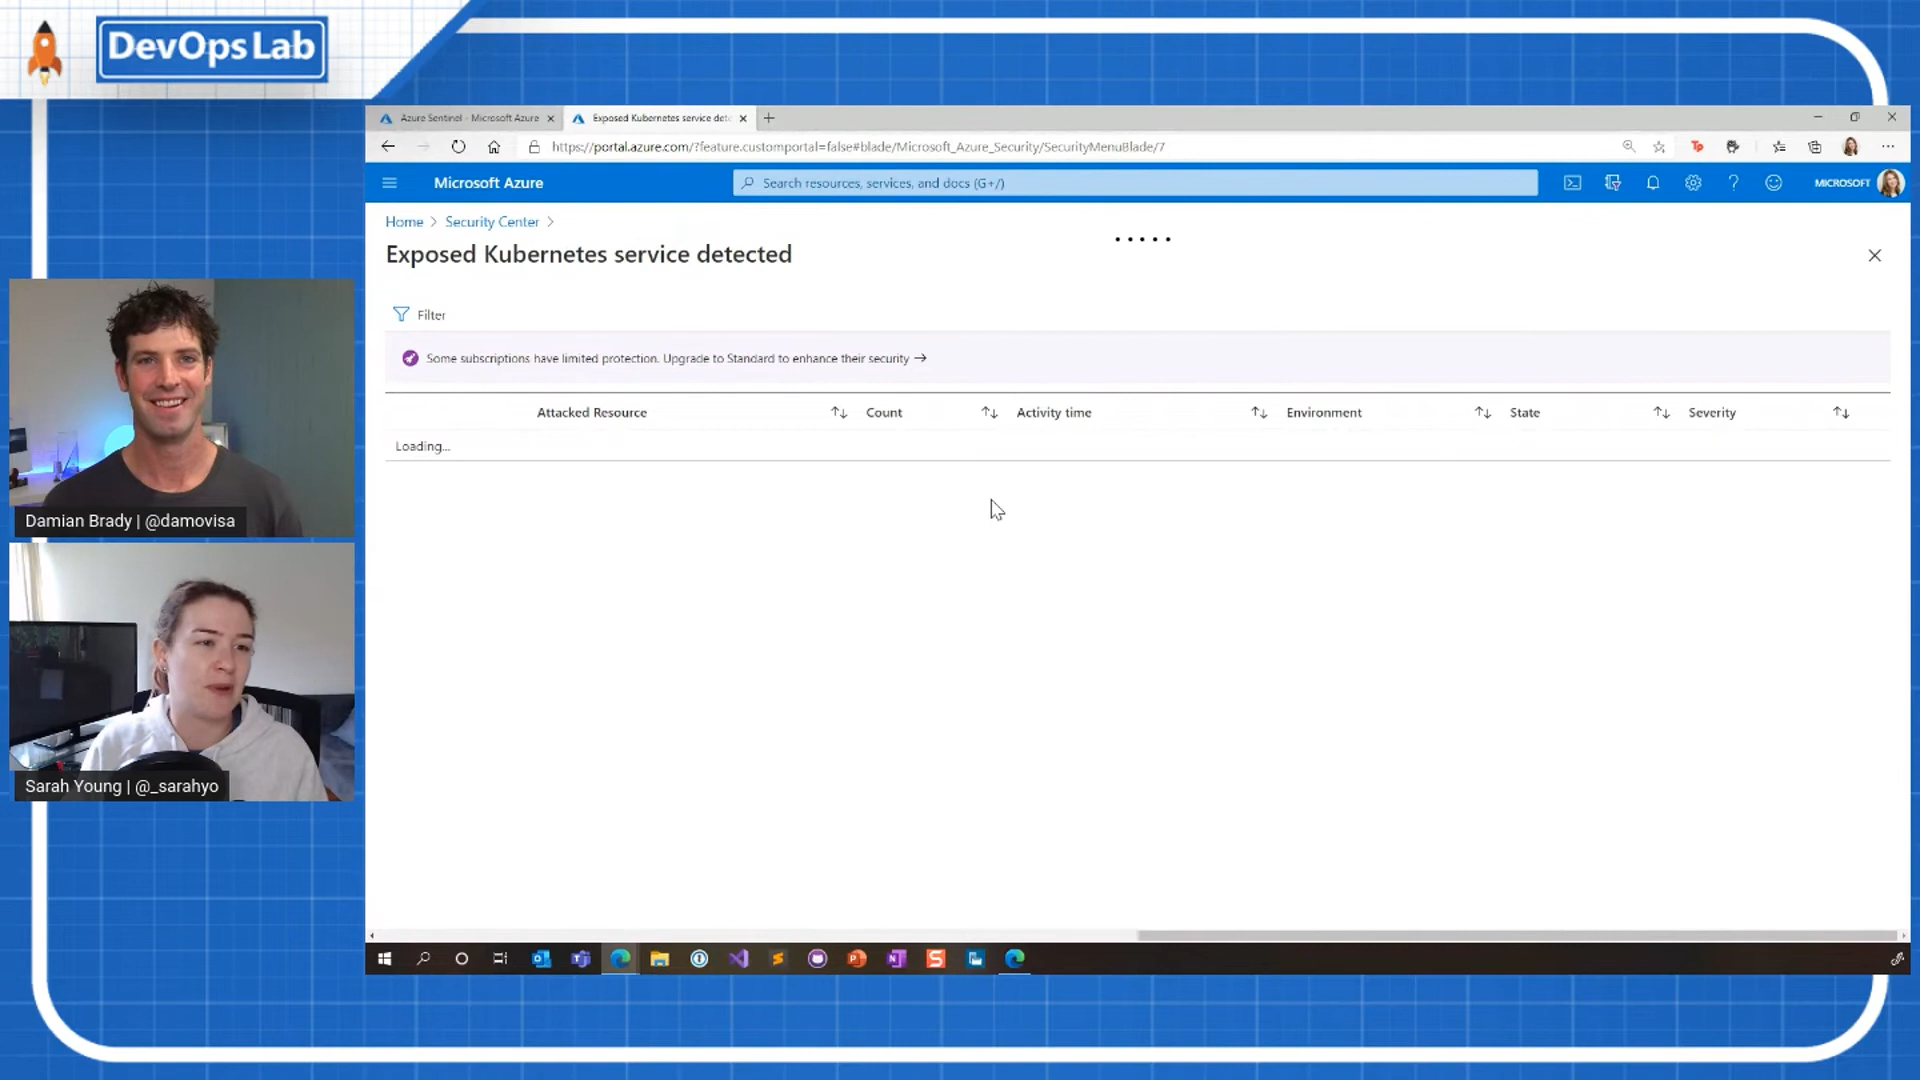 DevOps Lab
Azure Sentinel - Microsoft Azure
Exposed Kubernetes service dete
https://portal.azure.com/?feature.customportal=false#blade/Microsoft_Azure_Security/SecurityMenuBlade/7
Microsoft Azure
Search resources, services, and docs (G+/)
MICROSOFT
Home > Security Center >
Exposed Kubernetes service detected
Filter
Some subscriptions have limited protection. Upgrade to Standard to enhance their security →
Attacked Resource Count Activity time Environment State Severity
Loading...
Damian Brady | @damovisa
Sarah Young | @_sarahyo